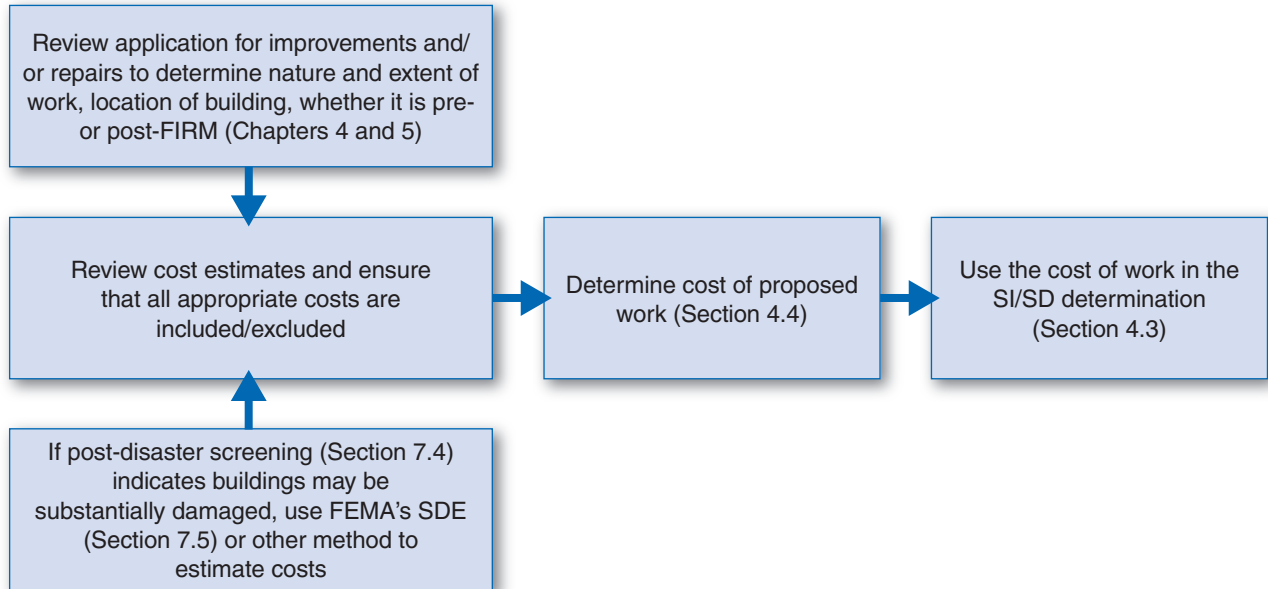 Review application for improvements and/
or repairs to determine nature and extent of
work, location of building, whether it is pre-
or post-FIRM (Chapters 4 and 5)
Review cost estimates and ensure
that all appropriate costs are
included/excluded
Determine cost of proposed
work (Section 4.4)
Use the cost of work in the
SI/SD determination
(Section 4.3)
If post-disaster screening (Section 7.4)
indicates buildings may be
substantially damaged, use FEMA’s SDE
(Section 7.5) or other method to
estimate costs